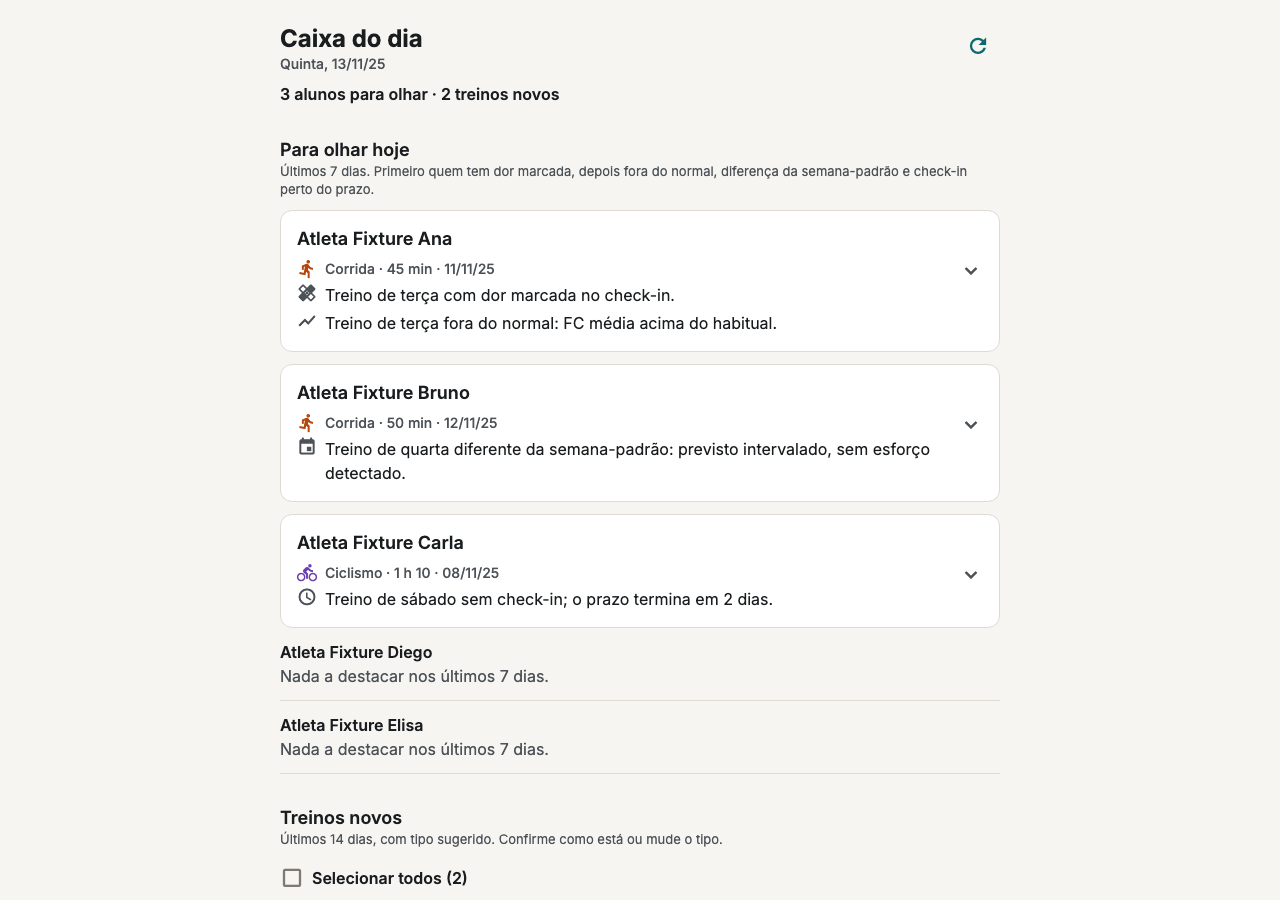 Caixa do dia
Quinta, 13/11/25
3 alunos para olhar · 2 treinos novos
Para olhar hoje
Últimos 7 dias. Primeiro quem tem dor marcada, depois fora do normal, diferença da semana-padrão e check-in
perto do prazo.
Atleta Fixture Ana
Corrida · 45 min · 11/11/25
Treino de terça com dor marcada no check-in.
Treino de terça fora do normal: FC média acima do habitual.
Atleta Fixture Bruno
Corrida · 50 min · 12/11/25
Treino de quarta diferente da semana-padrão: previsto intervalado, sem esforço
detectado.
Atleta Fixture Carla
Ciclismo · 1 h 10 · 08/11/25
Treino de sábado sem check-in; o prazo termina em 2 dias.
Atleta Fixture Diego
Nada a destacar nos últimos 7 dias.
Atleta Fixture Elisa
Nada a destacar nos últimos 7 dias.
Treinos novos
Últimos 14 dias, com tipo sugerido. Confirme como está ou mude o tipo.
Selecionar todos (2)